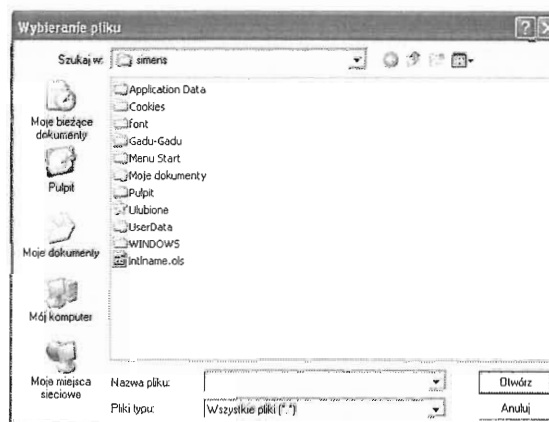 Wybieranie pliku
Szukaj w: simens
Application Data
Cookies
font
Gadu-Gadu
Menu Start
Moje dokumenty
Pulpit
Ulubione
UserData
WINDOWS
intlname.ols
Moje bieżące
dokumenty
Pulpit
Moje dokumenty
Mój komputer
Moje miejsca
sieciowe
Nazwa pliku:
Otwórz
Pliki typu: Wszystkie pliki (*.*)
Anuluj